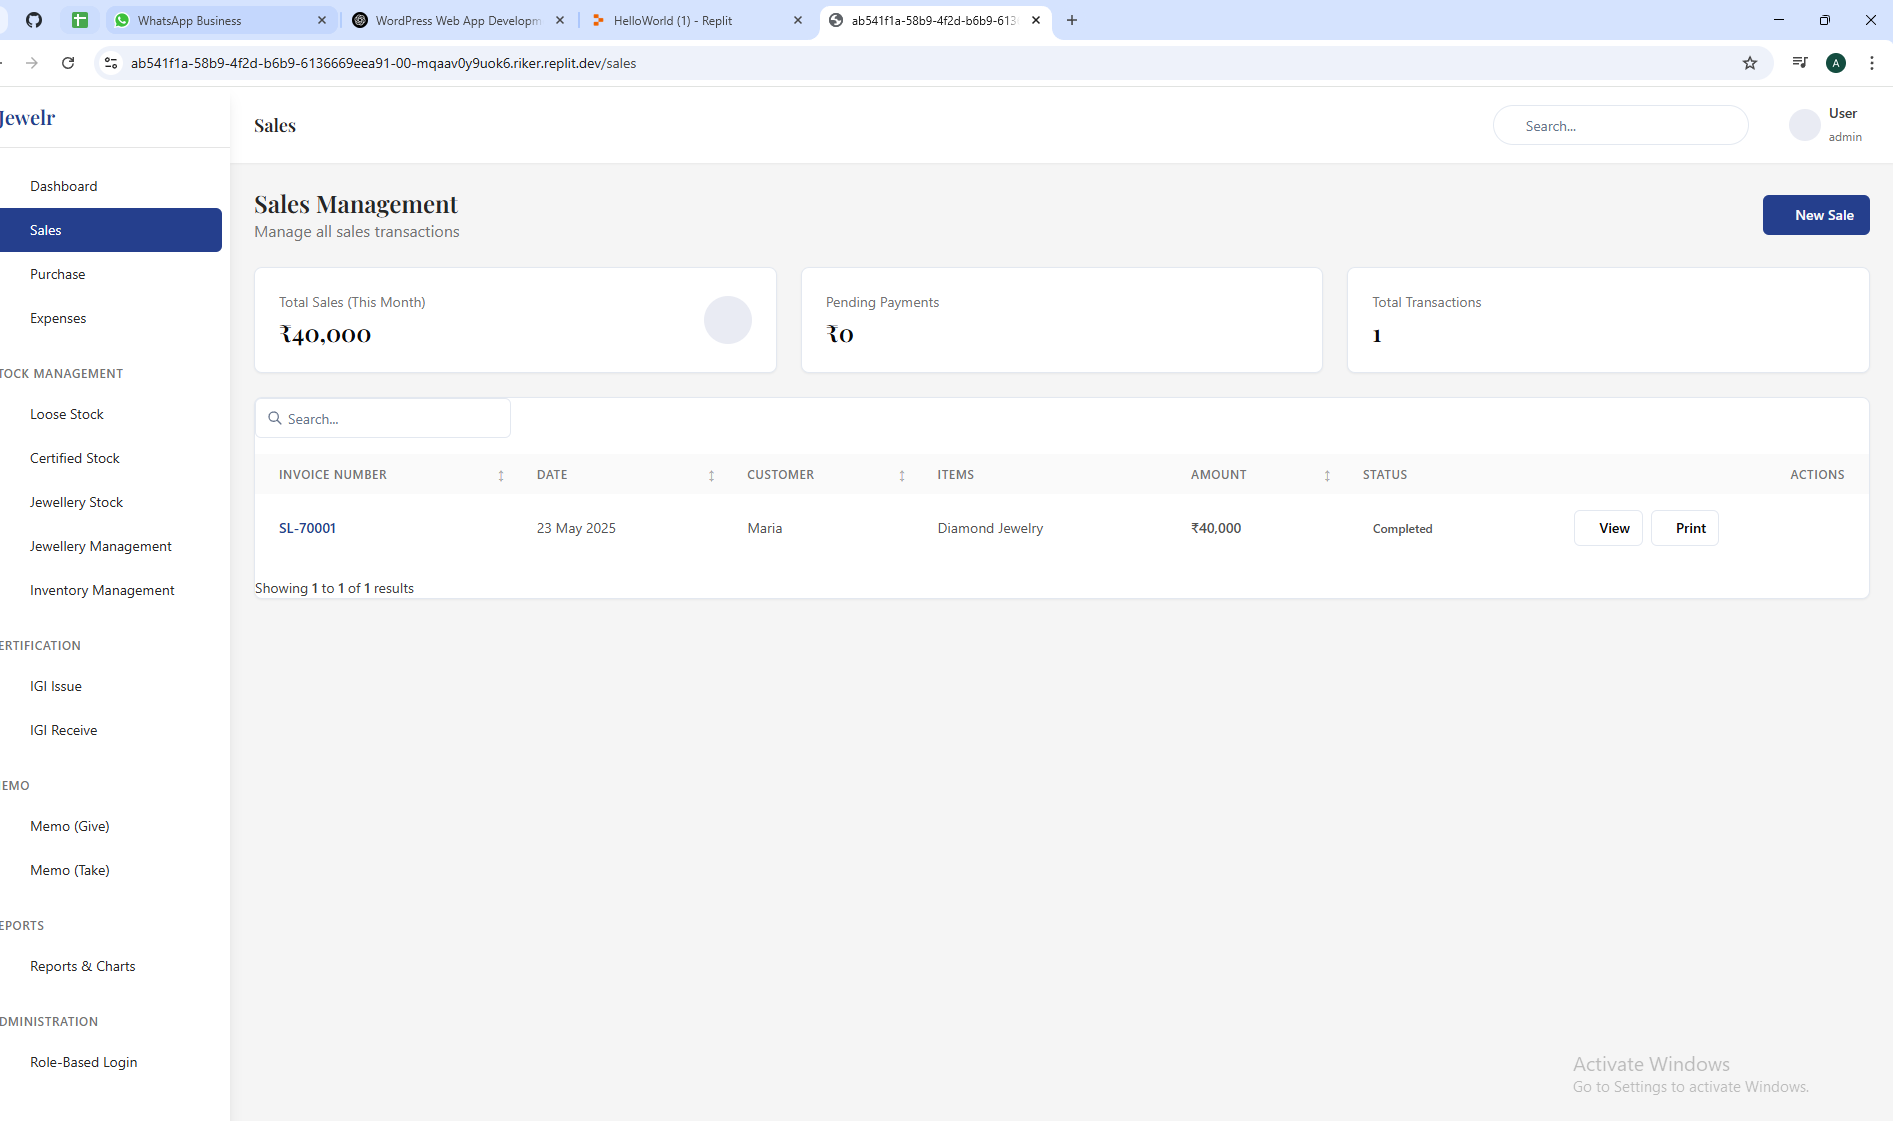 WhatsApp Business
WordPress Web App Developm
HelloWorld (1) - Replit
ab541f1a-58b9-4f2d-b6b9-613
ab541f1a-58b9-4f2d-b6b9-6136669eea91-00-mqaav0y9uok6.riker.replit.dev/sales
A
Jewelr
Sales
Search...
User
admin
Dashboard
Sales
Purchase
Expenses
TOCK MANAGEMENT
Loose Stock
Certified Stock
Jewellery Stock
Jewellery Management
Inventory Management
ERTIFICATION
IGI Issue
IGI Receive
EMO
Memo (Give)
Memo (Take)
EPORTS
Reports & Charts
DMINISTRATION
Role-Based Login
Sales Management
Manage all sales transactions
New Sale
Total Sales (This Month)
₹40,000
Pending Payments
₹0
Total Transactions
1
Search...
INVOICE NUMBER DATE CUSTOMER ITEMS AMOUNT STATUS ACTIONS
SL-70001 23 May 2025 Maria Diamond Jewelry ₹40,000 Completed View Print
Showing 1 to 1 of 1 results
Activate Windows
Go to Settings to activate Windows.